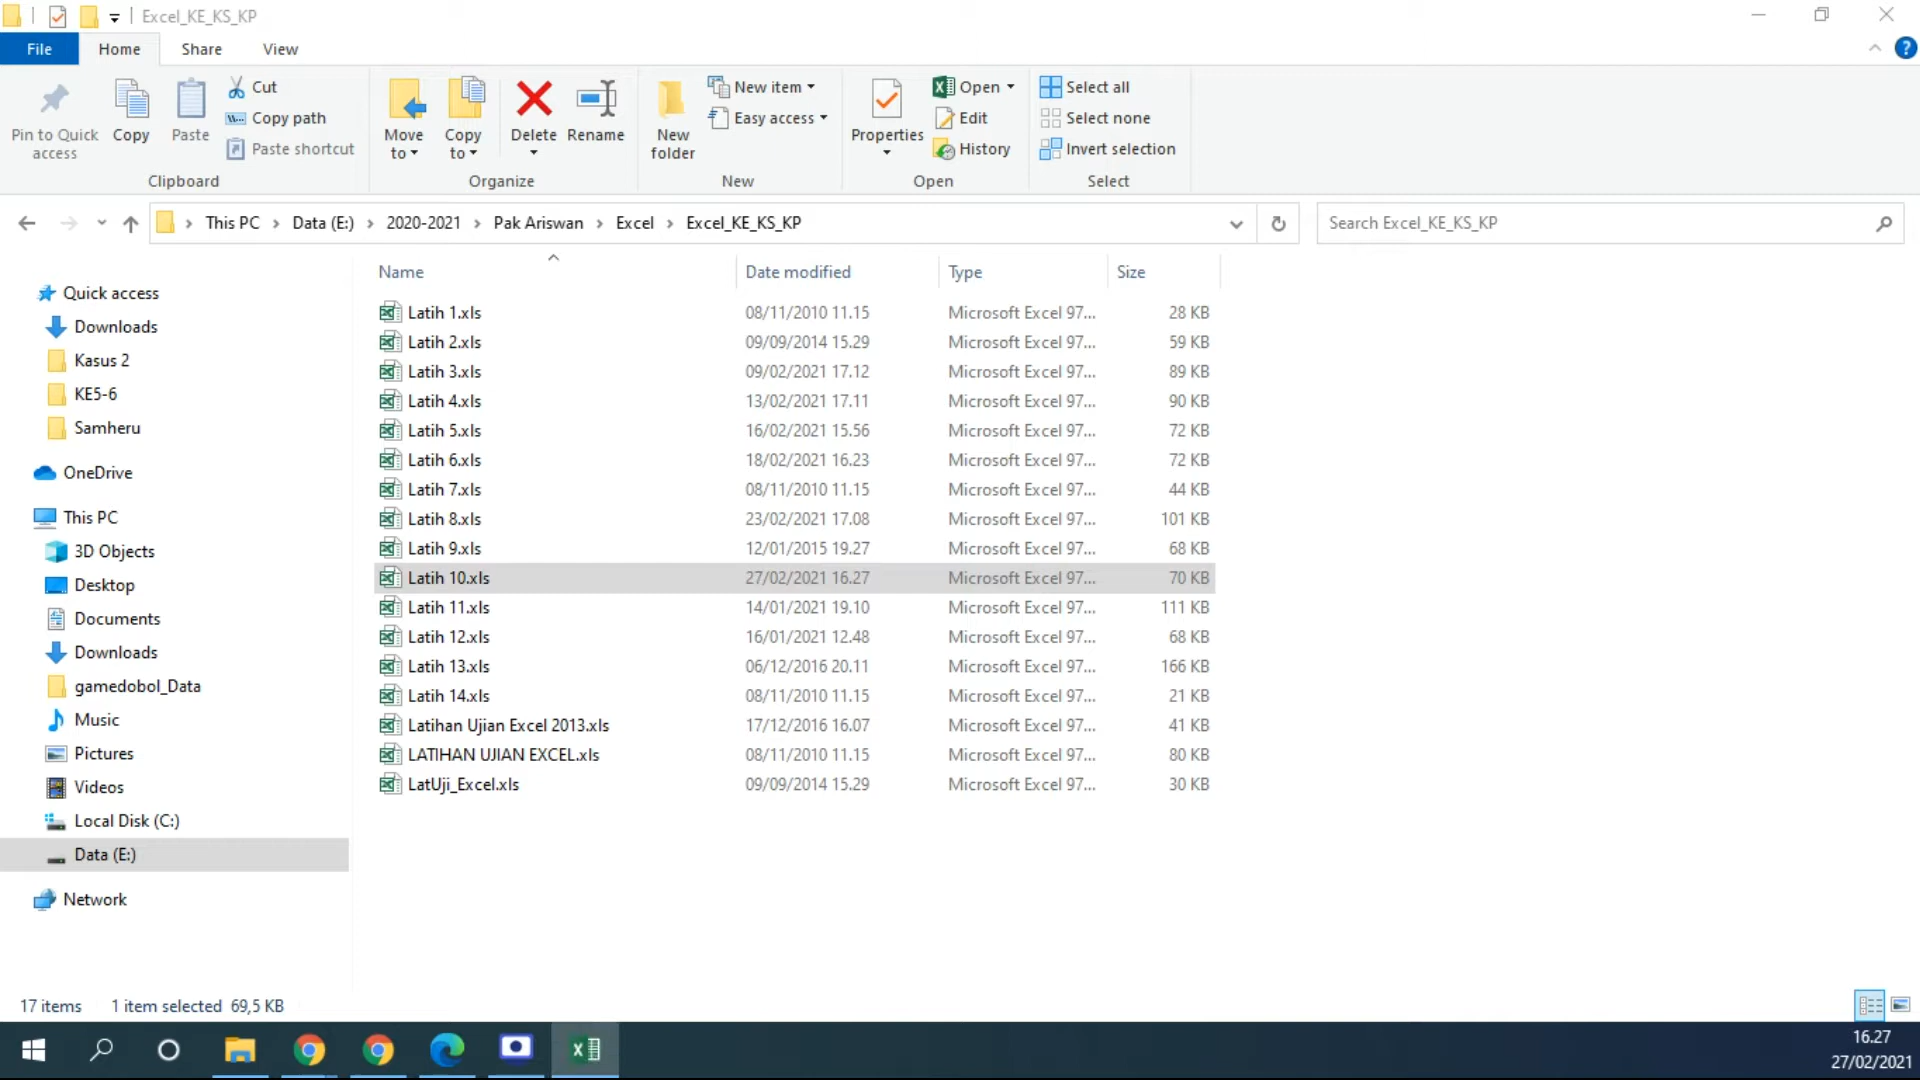 Excel_KE_KS_KP
File Home Share View
Pin to Quick access
Copy
Paste
Cut
Copy path
Paste shortcut
Clipboard
Move to
Copy to
Delete
Rename
Organize
New folder
New item
Easy access
New
Properties
Open
Edit
History
Open
Select all
Select none
Invert selection
Select
This PC › Data (E:) › 2020-2021 › Pak Ariswan › Excel › Excel_KE_KS_KP
Search Excel_KE_KS_KP
Quick access
Downloads
Kasus 2
KE5-6
Samheru
OneDrive
This PC
3D Objects
Desktop
Documents
Downloads
gamedobol_Data
Music
Pictures
Videos
Local Disk (C:)
Data (E:)
Network
Name Date modified Type Size
Latih 1.xls 08/11/2010 11.15 Microsoft Excel 97... 28 KB
Latih 2.xls 09/09/2014 15.29 Microsoft Excel 97... 59 KB
Latih 3.xls 09/02/2021 17.12 Microsoft Excel 97... 89 KB
Latih 4.xls 13/02/2021 17.11 Microsoft Excel 97... 90 KB
Latih 5.xls 16/02/2021 15.56 Microsoft Excel 97... 72 KB
Latih 6.xls 18/02/2021 16.23 Microsoft Excel 97... 72 KB
Latih 7.xls 08/11/2010 11.15 Microsoft Excel 97... 44 KB
Latih 8.xls 23/02/2021 17.08 Microsoft Excel 97... 101 KB
Latih 9.xls 12/01/2015 19.27 Microsoft Excel 97... 68 KB
Latih 10.xls 27/02/2021 16.27 Microsoft Excel 97... 70 KB
Latih 11.xls 14/01/2021 19.10 Microsoft Excel 97... 111 KB
Latih 12.xls 16/01/2021 12.48 Microsoft Excel 97... 68 KB
Latih 13.xls 06/12/2016 20.11 Microsoft Excel 97... 166 KB
Latih 14.xls 08/11/2010 11.15 Microsoft Excel 97... 21 KB
Latihan Ujian Excel 2013.xls 17/12/2016 16.07 Microsoft Excel 97... 41 KB
LATIHAN UJIAN EXCEL.xls 08/11/2010 11.15 Microsoft Excel 97... 80 KB
LatUji_Excel.xls 09/09/2014 15.29 Microsoft Excel 97... 30 KB
17 items 1 item selected 69,5 KB
16.27
27/02/2021